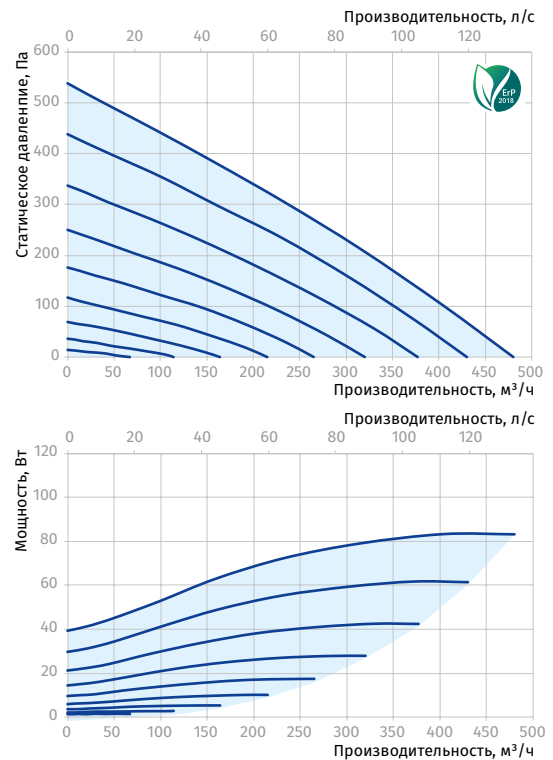 Производительность, л/с
0 20 40 60 80 100 120
Статическое давленпие, Па
600
500
400
300
200
100
0
ErP
2018
0 50 100 150 200 250 300 350 400 450 500
Производительность, м³/ч
Производительность, л/с
0 20 40 60 80 100 120
Мощность, Вт
120
100
80
60
40
20
0
0 50 100 150 200 250 300 350 400 450 500
Производительность, м³/ч